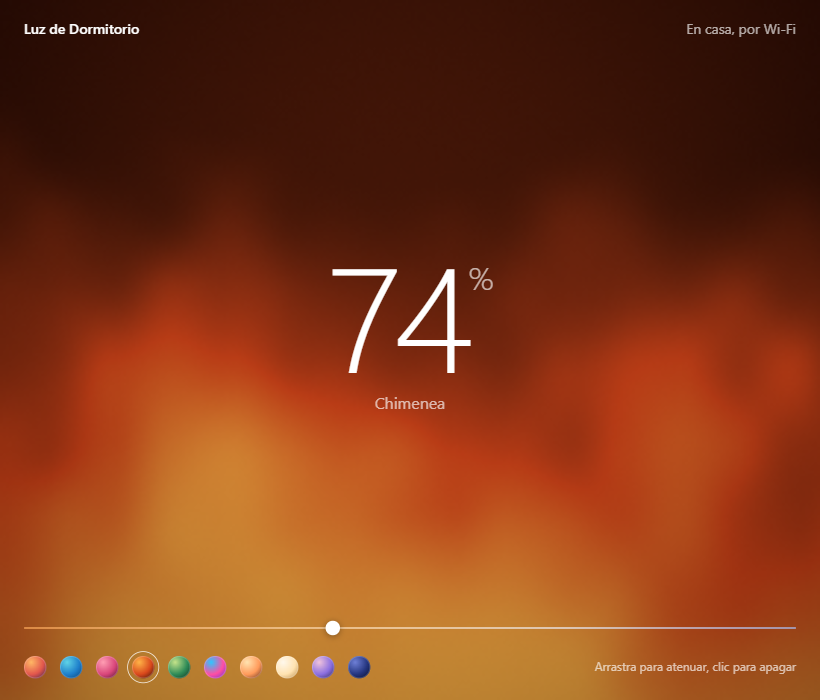 Luz de Dormitorio
En casa, por Wi-Fi
74%
Chimenea
Arrastra para atenuar, clic para apagar